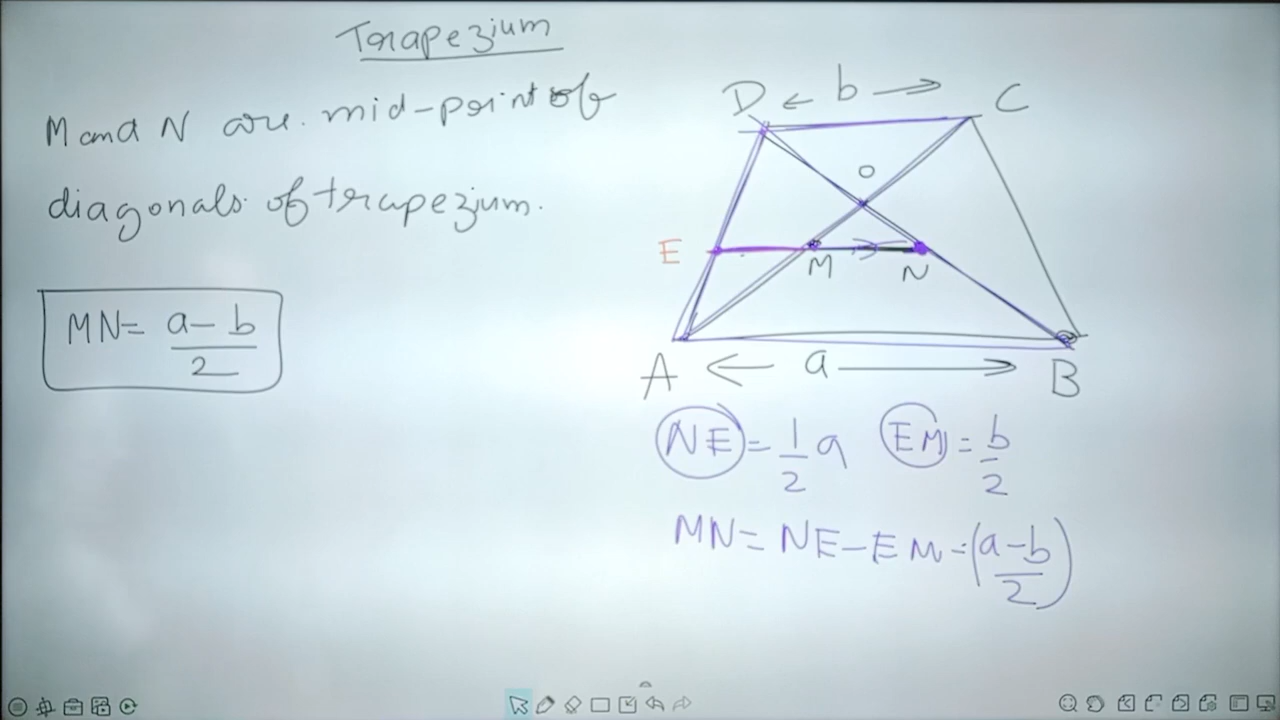 Trapezium
M and N are mid-point of
diagonals of trapezium.
MN = a - b / 2
D ← b → C
O
E M N
A ← a → B
NE = 1/2 a EM = b/2
MN = NE - EM = (a - b / 2)